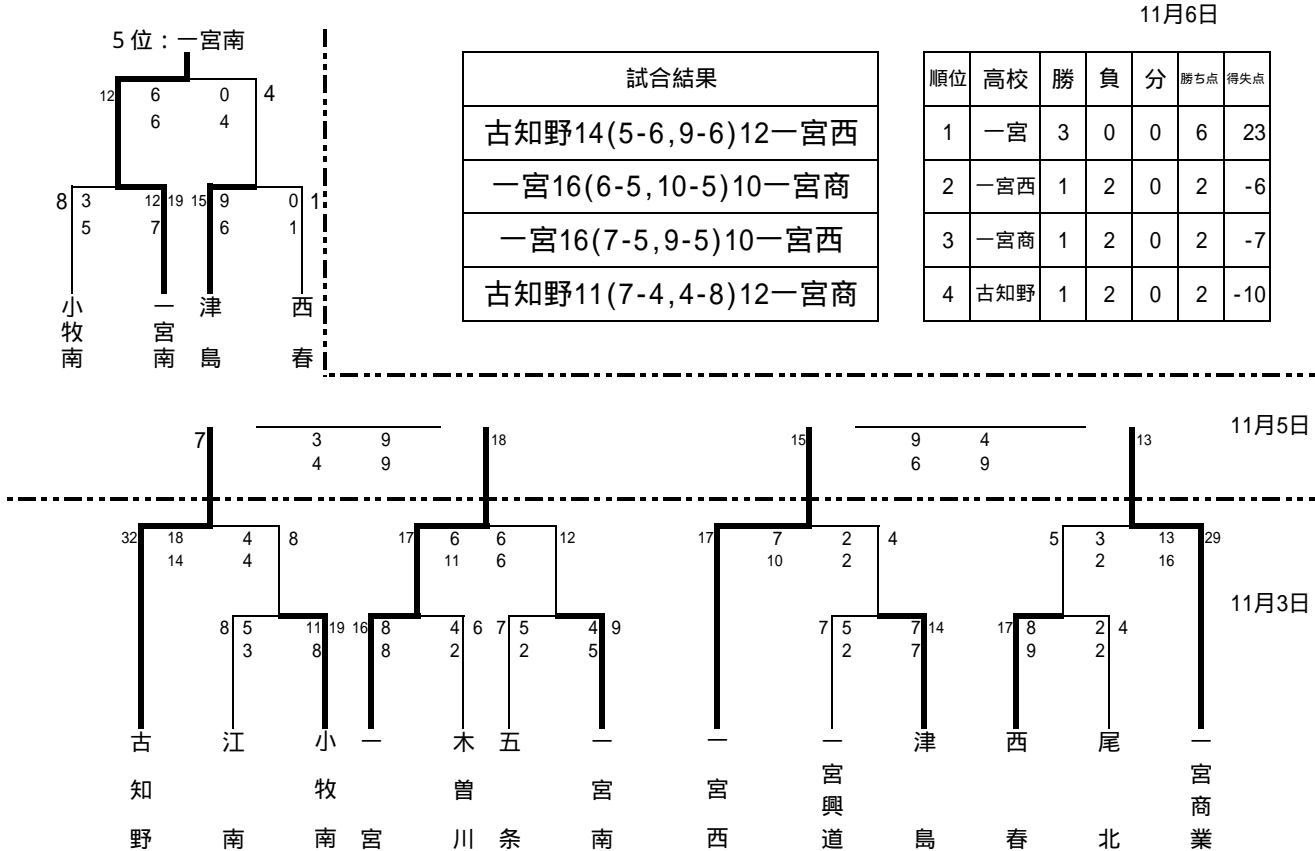 11月6日
5位：一宮南
12 6 0 4
6 4
8 3 12 19 15 9 0 1
5 7 6 1
小牧南 一宮南 津島 西春
試合結果
古知野14(5-6,9-6)12一宮西
一宮16(6-5,10-5)10一宮商
一宮16(7-5,9-5)10一宮西
古知野11(7-4,4-8)12一宮商
順位 高校 勝 負 分 勝ち点 得失点
1 一宮 3 0 0 6 23
2 一宮西 1 2 0 2 -6
3 一宮商 1 2 0 2 -7
4 古知野 1 2 0 2 -10
11月5日
7 3 9 18 15 9 4 13
4 9 6 9
32 18 4 8 17 6 6 12 17 7 2 4 5 3 13 29
14 4 11 6 10 2 2 16
11月3日
8 5 11 19 16 8 4 6 7 5 4 9 7 5 7 14 17 8 2 4
3 8 8 2 2 5 2 7 9 2
古知野 江南 小牧南 一宮 木曽川 五条 一宮南 一宮西 一宮興道 津島 西春 尾北 一宮商業